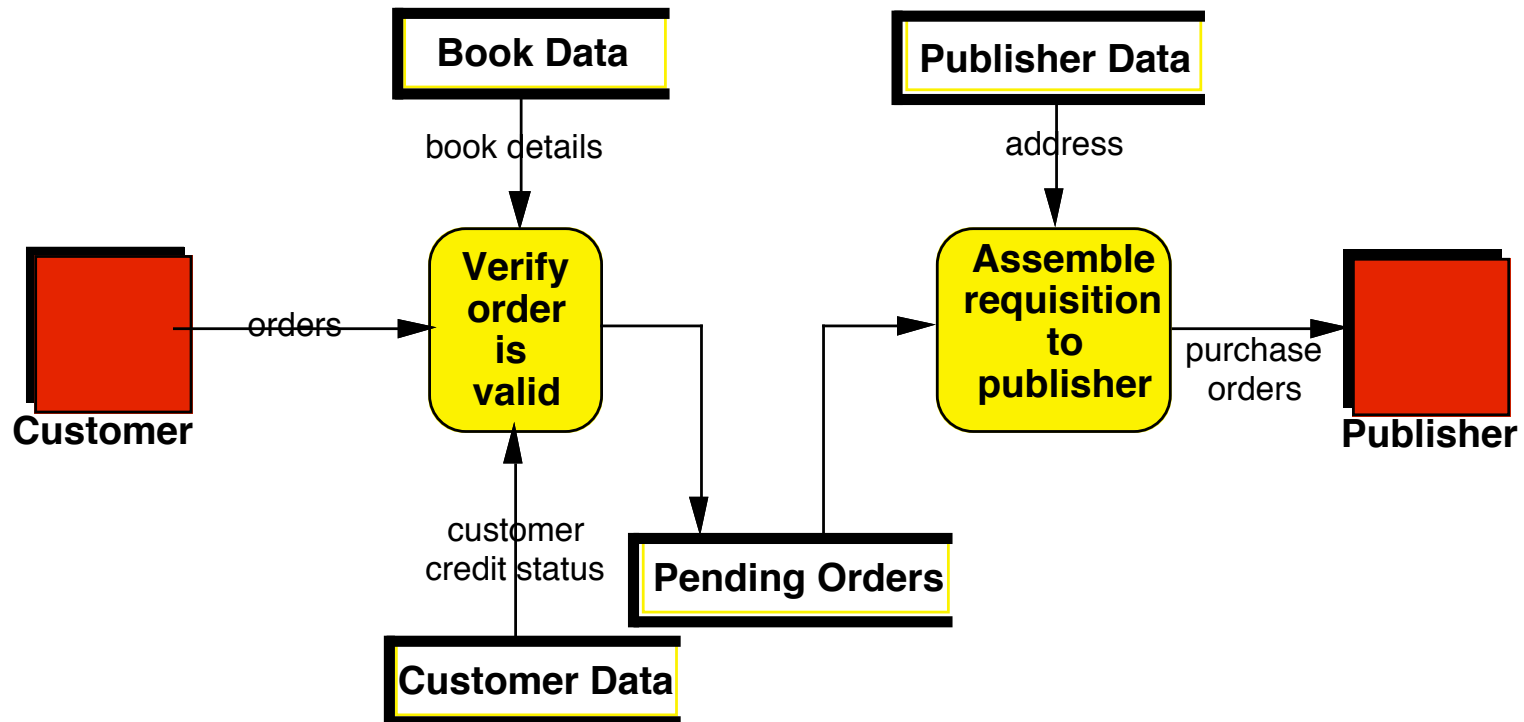 Book Data
Publisher Data
book details
address
Verify
order
is
valid
Assemble
requisition
to
publisher
orders
purchase
orders
Customer
Publisher
customer
credit status
Pending Orders
Customer Data